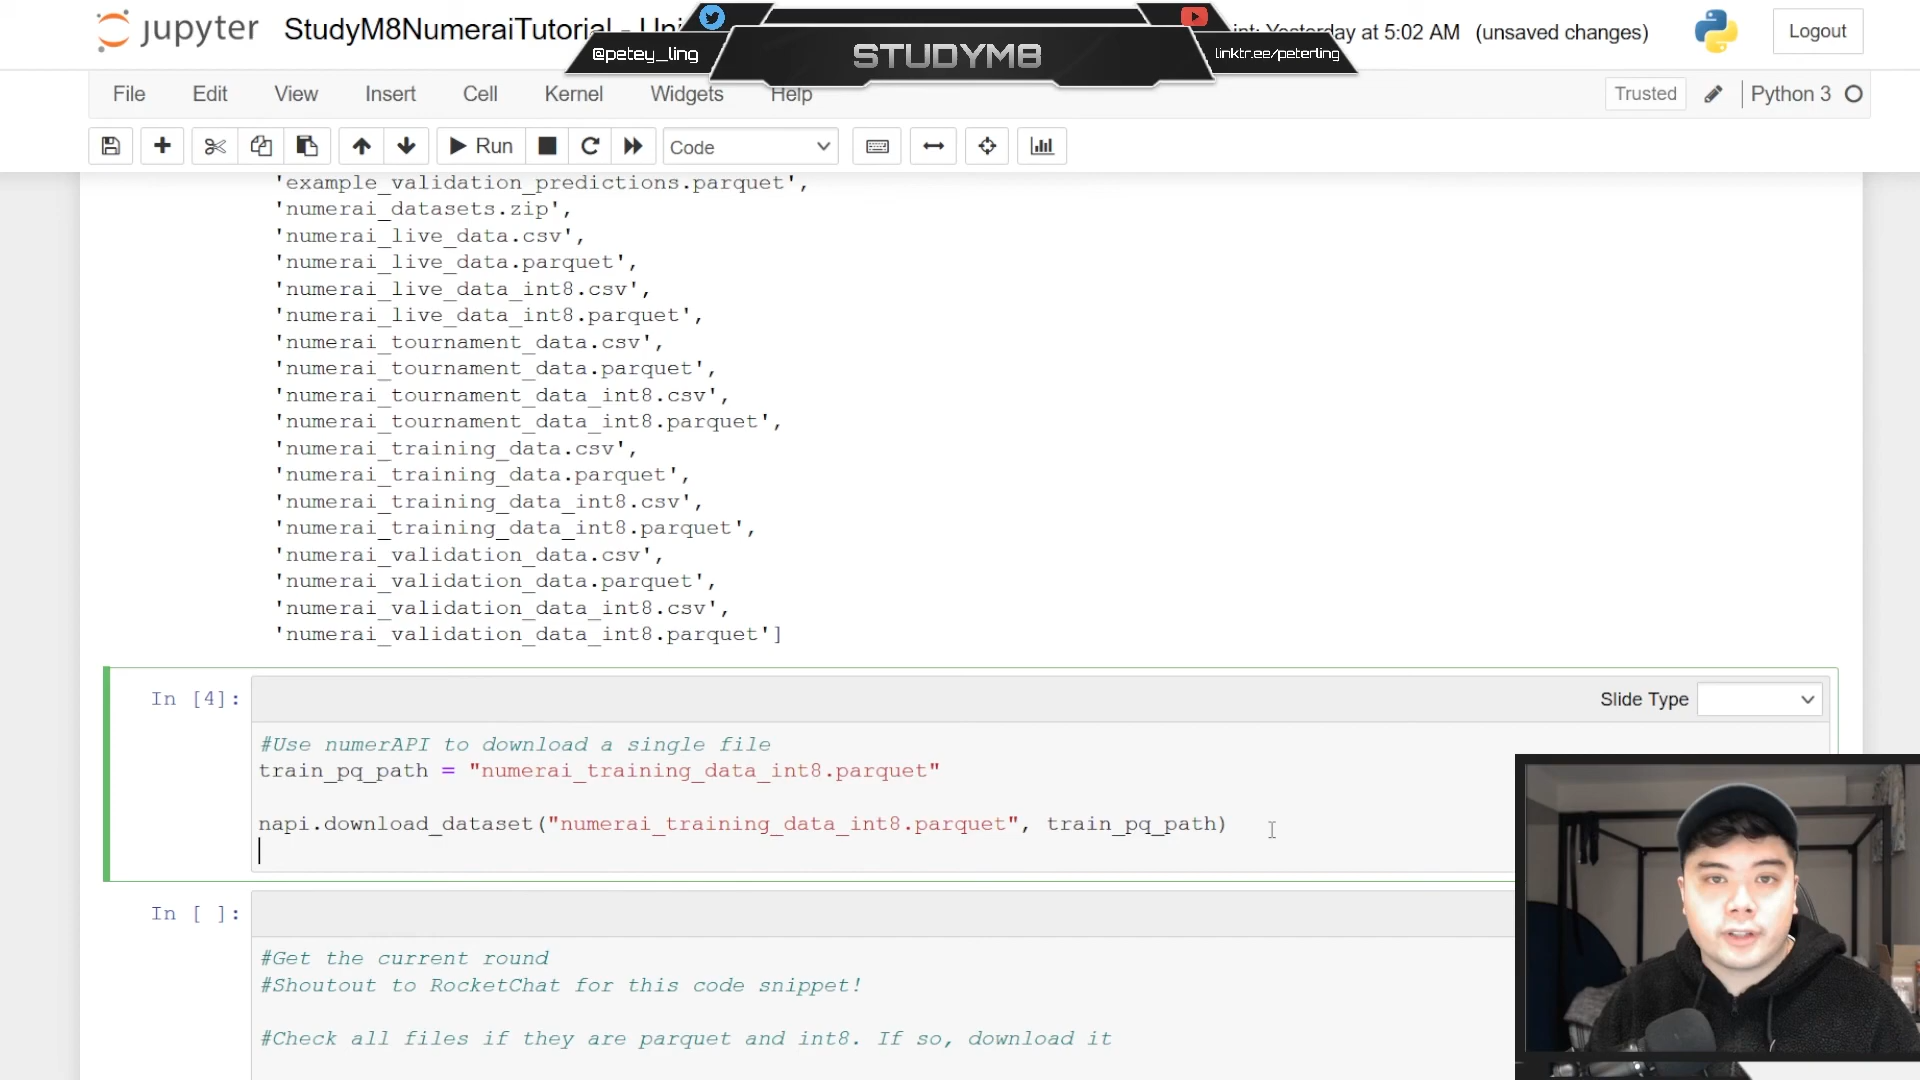 jupyter StudyM8NumeraiTutorial - Uni
Yesterday at 5:02 AM (unsaved changes)
Logout
@petey_ling
STUDYM8
linktr.ee/peterling
File Edit View Insert Cell Kernel Widgets Help
Trusted
Python 3
Run
Code
'example_validation_predictions.parquet',
'numerai_datasets.zip',
'numerai_live_data.csv',
'numerai_live_data.parquet',
'numerai_live_data_int8.csv',
'numerai_live_data_int8.parquet',
'numerai_tournament_data.csv',
'numerai_tournament_data.parquet',
'numerai_tournament_data_int8.csv',
'numerai_tournament_data_int8.parquet',
'numerai_training_data.csv',
'numerai_training_data.parquet',
'numerai_training_data_int8.csv',
'numerai_training_data_int8.parquet',
'numerai_validation_data.csv',
'numerai_validation_data.parquet',
'numerai_validation_data_int8.csv',
'numerai_validation_data_int8.parquet']
In [4]:
Slide Type
#Use numerAPI to download a single file
train_pq_path = "numerai_training_data_int8.parquet"
napi.download_dataset("numerai_training_data_int8.parquet", train_pq_path)
In [ ]:
#Get the current round
#Shoutout to RocketChat for this code snippet!
#Check all files if they are parquet and int8. If so, download it